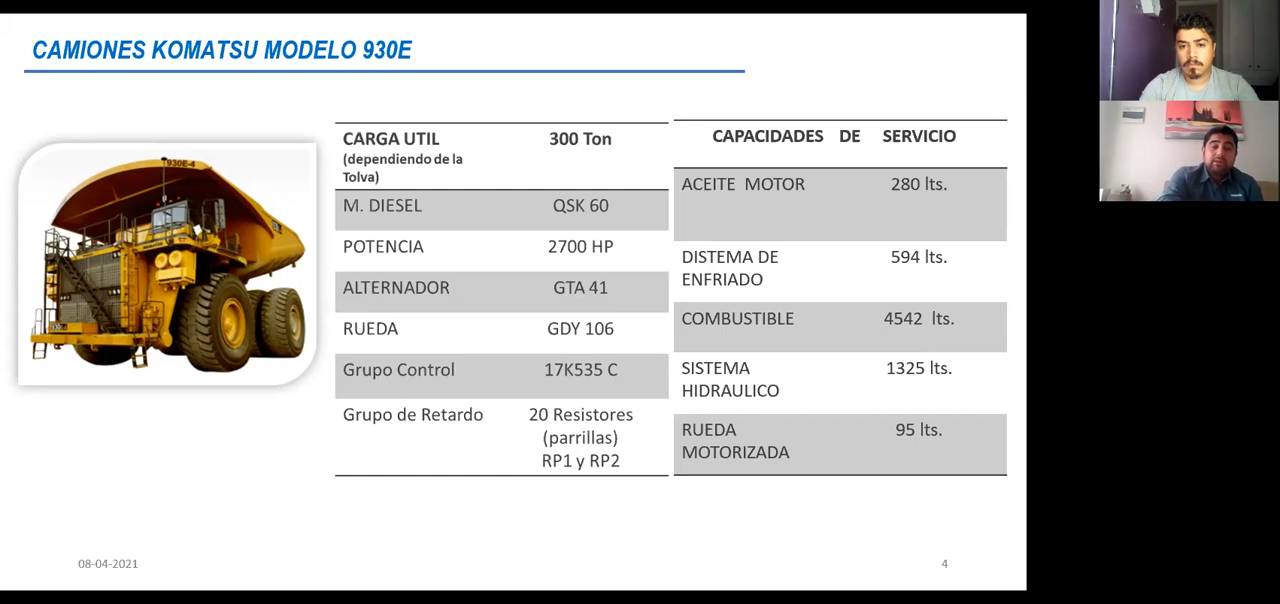 CAMIONES KOMATSU MODELO 930E
930E-4
CARGA UTIL 300 Ton
(dependiendo de la
Tolva)
M. DIESEL QSK 60
POTENCIA 2700 HP
ALTERNADOR GTA 41
RUEDA GDY 106
Grupo Control 17K535 C
Grupo de Retardo 20 Resistores
(parrillas)
RP1 y RP2
CAPACIDADES DE SERVICIO
ACEITE MOTOR 280 lts.
DISTEMA DE 594 lts.
ENFRIADO
COMBUSTIBLE 4542 lts.
SISTEMA 1325 lts.
HIDRAULICO
RUEDA 95 lts.
MOTORIZADA
08-04-2021
4